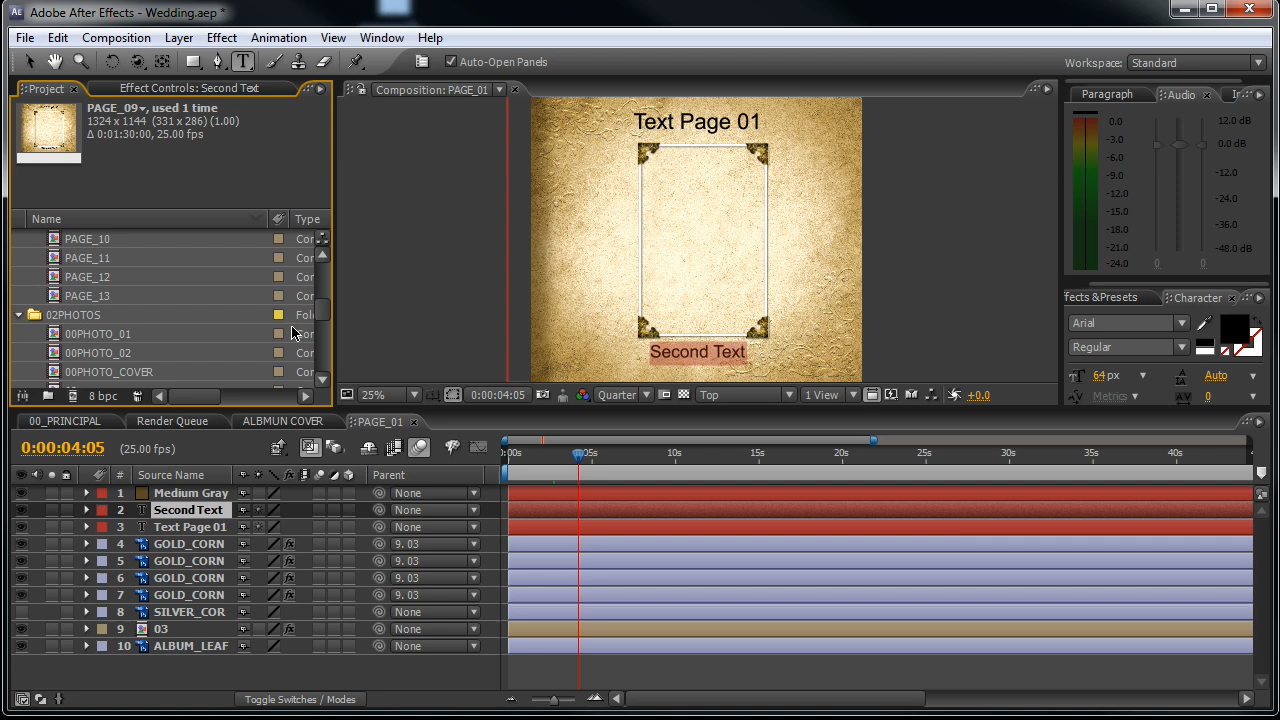 Adobe After Effects - Wedding.aep *
File Edit Composition Layer Effect Animation View Window Help
Auto-Open Panels
Workspace: Standard
Project
Effect Controls: Second Text
Composition: PAGE_01
Paragraph
Audio
PAGE_09, used 1 time
1324 x 1144 (331 x 286) (1.00)
Δ 0:01:30:00, 25.00 fps
Name
Type
PAGE_10
PAGE_11
PAGE_12
PAGE_13
02PHOTOS
Fol
00PHOTO_01
00PHOTO_02
00PHOTO_COVER
8 bpc
Text Page 01
Second Text
25%
0:00:04:05
Quarter
Top
1 View
+0.0
0.0
-3.0
-6.0
-9.0
-12.0
-15.0
-18.0
-21.0
-24.0
12.0 dB
0.0 dB
-12.0
-24.0
-36.0
-48.0 dB
0
0
ffects&Presets
Character
Arial
Regular
64 px
Auto
Metrics
0
00_PRINCIPAL
Render Queue
ALBMUN COVER
PAGE_01
0:00:04:05
(25.00 fps)
0:00s 05s 10s 15s 20s 25s 30s 35s 40s
# Source Name Parent
1 Medium Gray None
2 Second Text None
3 Text Page 01 None
4 GOLD_CORN 9. 03
5 GOLD_CORN 9. 03
6 GOLD_CORN 9. 03
7 GOLD_CORN 9. 03
8 SILVER_COR None
9 03 None
10 ALBUM_LEAF None
Toggle Switches / Modes